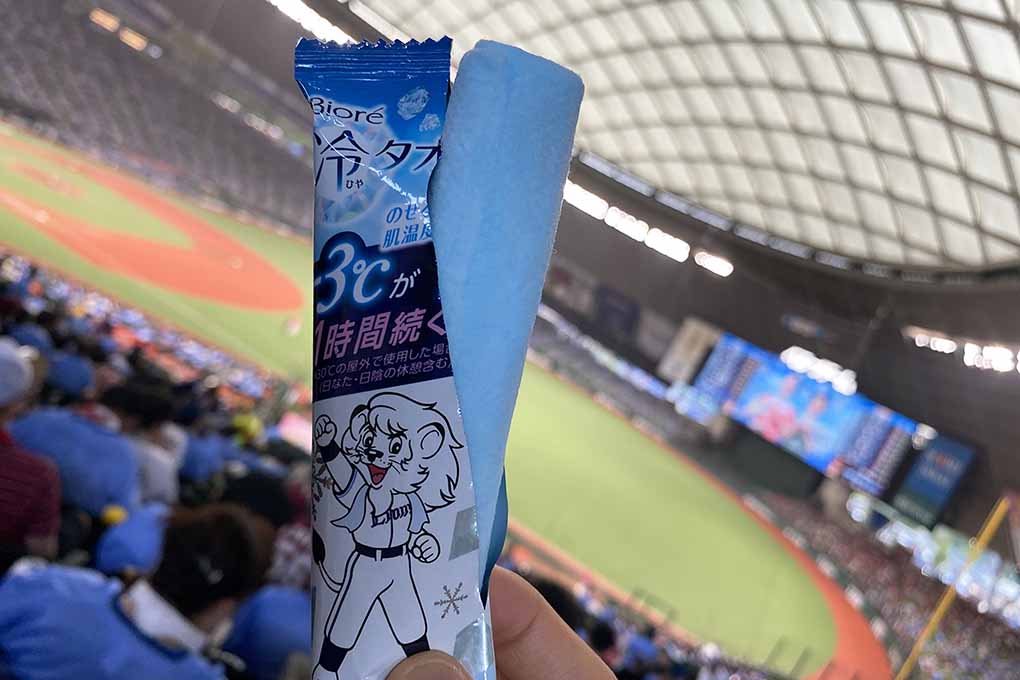 Bioré
冷タオ
ひや
のせ
肌温度
-3℃が
1時間続く
30℃の屋外で使用した場
日なた・日陰の休憩含む
Lions